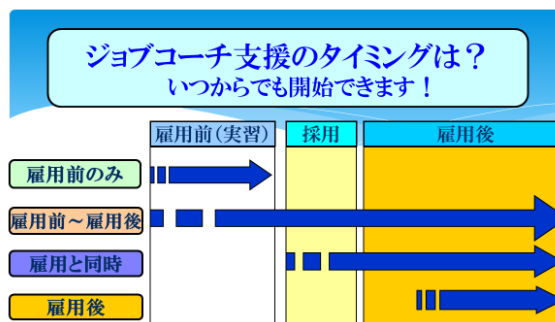 ジョブコーチ支援のタイミングは？
いつからでも開始できます！
雇用前（実習） 採用 雇用後
雇用前のみ
雇用前～雇用後
雇用と同時
雇用後